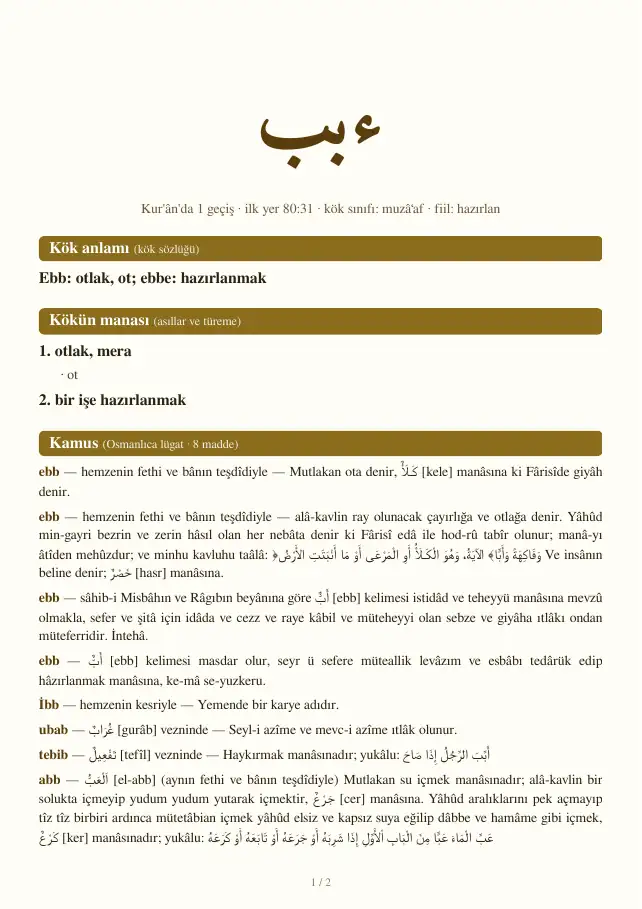 ءبب
Kur'ân'da 1 geçiş · ilk yer 80:31 · kök sınıfı: muzâ'af · fiil: hazırlan
Kök anlamı (kök sözlüğü)
Ebb: otlak, ot; ebbe: hazırlanmak
Kökün manası (asıllar ve türeme)
1. otlak, mera
· ot
2. bir işe hazırlanmak
Kamus (Osmanlıca lügat · 8 madde)
ebb — hemzenin fethi ve bânın teşdîdiyle — Mutlakan ota denir, كَلَأٌ [kele] manâsına ki Fârisîde giyâh
denir.
ebb — hemzenin fethi ve bânın teşdîdiyle — alâ-kavlin ray olunacak çayırlığa ve otlağa denir. Yâhûd
min-gayri bezrin ve zerin hâsıl olan her nebâta denir ki Fârisî edâ ile hod-rû tabîr olunur; manâ-yı
âtîden mehûzdur; ve minhu kavluhu taâlâ: ﴿وَفَاكِهَةً وَأَبًّا﴾ الآيَةُ، وَهُوَ الْكَلَأُ أَوِ الْمَرْعَى أَوْ مَا أَنْبَتَتِ الأَرْضُ Ve insânın
beline denir; خَصْرٌ [hasr] manâsına.
ebb — sâhib-i Misbâhın ve Râgıbın beyânına göre أَبٌّ [ebb] kelimesi istidâd ve teheyyü manâsına mevzû
olmakla, sefer ve şitâ için idâda ve cezz ve raye kâbil ve müteheyyi olan sebze ve giyâha ıtlâkı ondan
müteferridir. İntehâ.
ebb — أَبٌّ [ebb] kelimesi masdar olur, seyr ü sefere müteallik levâzım ve esbâbı tedârük edip
hâzırlanmak manâsına, ke-mâ se-yuzkeru.
İbb — hemzenin kesriyle — Yemende bir karye adıdır.
ubab — غُرَابٌ [gurâb] vezninde — Seyl-i azîme ve mevc-i azîme ıtlâk olunur.
tebib — تَفْعِيلٌ [tefîl] vezninde — Haykırmak manâsınadır; yukâlu: أَبَّبَ الرَّجُلُ إِذَا صَاحَ
abb — اَلْعَبُّ [el-abb] (aynın fethi ve bânın teşdîdiyle) Mutlakan su içmek manâsınadır; alâ-kavlin bir
solukta içmeyip yudum yudum yutarak içmektir, جَرْعٌ [cer] manâsına. Yâhûd aralıklarını pek açmayıp
tîz tîz birbiri ardınca mütetâbian içmek yâhûd elsiz ve kapsız suya eğilip dâbbe ve hamâme gibi içmek,
كَرْعٌ [ker] manâsınadır; yukâlu: عَبَّ الْمَاءَ عَبًّا مِنَ الْبَابِ اْلأَوَّلِ إِذَا شَرِبَهُ أَوْ جَرَعَهُ أَوْ تَابَعَهُ أَوْ كَرَعَهُ
1 / 2